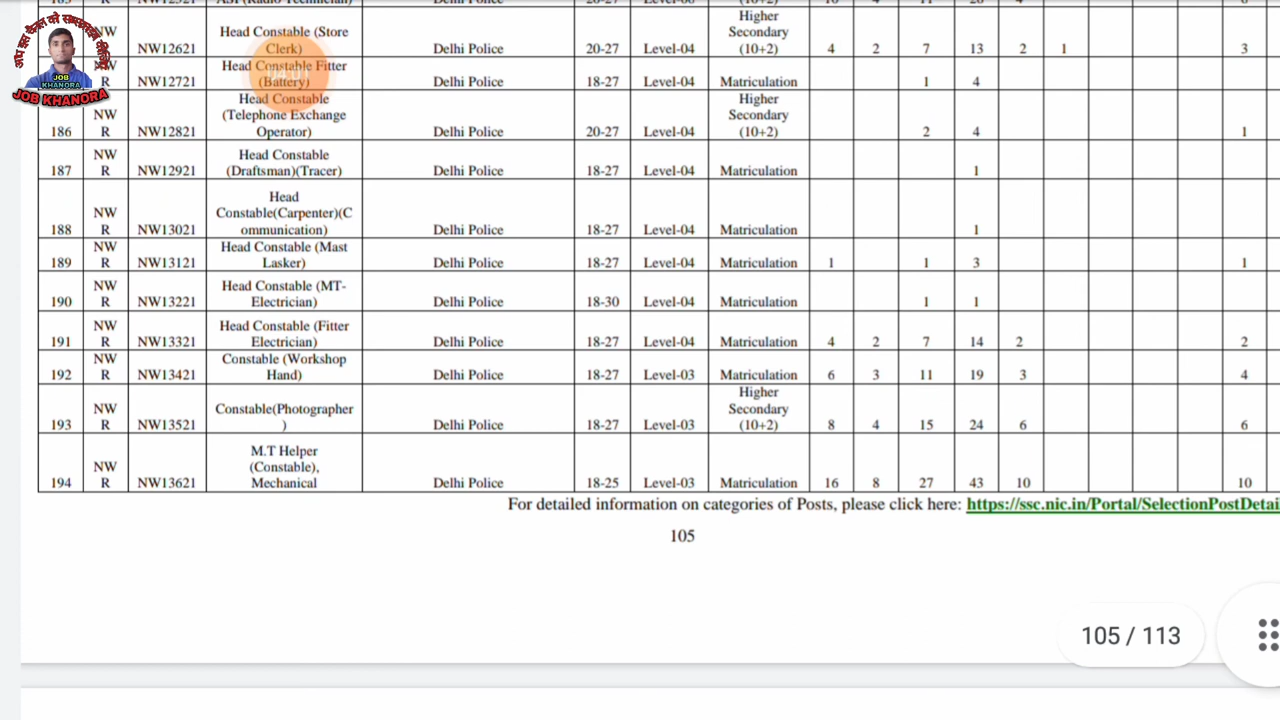 Higher
NW Head Constable (Store Secondary
NW12621 Clerk) Delhi Police 20-27 Level-04 (10+2) 4 2 7 13 2 1 3
Head Constable Fitter
R NW12721 (Battery) Delhi Police 18-27 Level-04 Matriculation 1 4
Head Constable Higher
NW (Telephone Exchange Secondary
186 R NW12821 Operator) Delhi Police 20-27 Level-04 (10+2) 2 4 1
NW Head Constable
187 R NW12921 (Draftsman)(Tracer) Delhi Police 18-27 Level-04 Matriculation 1
Head
NW Constable(Carpenter)(C
188 R NW13021 ommunication) Delhi Police 18-27 Level-04 Matriculation 1
NW Head Constable (Mast
189 R NW13121 Lasker) Delhi Police 18-27 Level-04 Matriculation 1 1 3 1
NW Head Constable (MT-
190 R NW13221 Electrician) Delhi Police 18-30 Level-04 Matriculation 1 1
NW Head Constable (Fitter
191 R NW13321 Electrician) Delhi Police 18-27 Level-04 Matriculation 4 2 7 14 2 2
NW Constable (Workshop
192 R NW13421 Hand) Delhi Police 18-27 Level-03 Matriculation 6 3 11 19 3 4
Higher
NW Constable(Photographer Secondary
193 R NW13521 ) Delhi Police 18-27 Level-03 (10+2) 8 4 15 24 6 6
M.T Helper
NW (Constable),
194 R NW13621 Mechanical Delhi Police 18-25 Level-03 Matriculation 16 8 27 43 10 10
For detailed information on categories of Posts, please click here: https://ssc.nic.in/Portal/SelectionPostDetai
105
105 / 113
JOB
KHANORA
JOB KHANORA